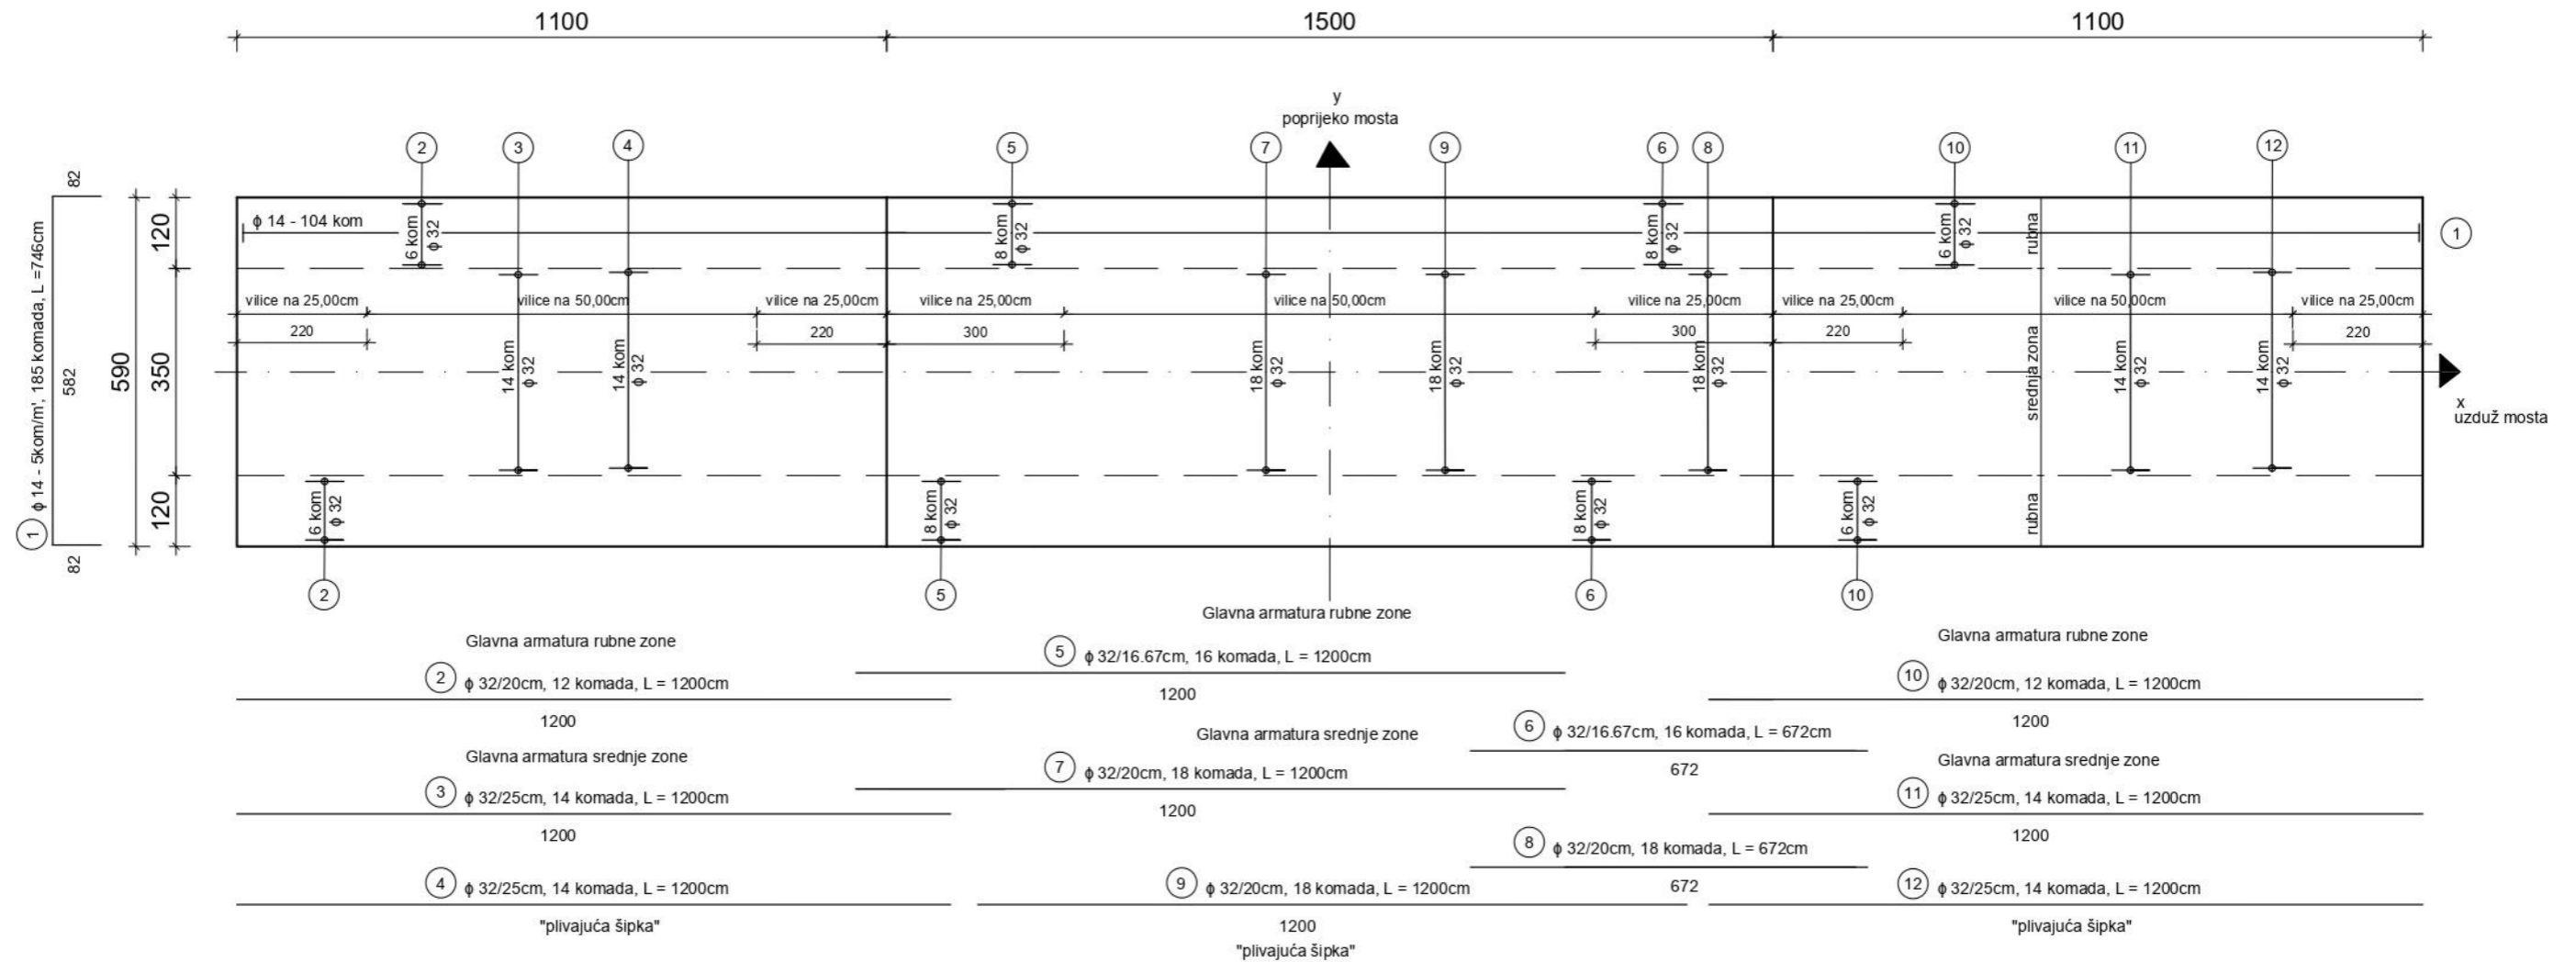 1100
1500
1100
y
poprijeko mosta
2
3
4
5
7
9
6
8
10
11
12
82
582
82
1 ϕ 14 - 5kom/m', 185 komada, L =746cm
590
120
350
120
ϕ 14 - 104 kom
1
6 kom
ϕ 32
8 kom
ϕ 32
8 kom
ϕ 32
6 kom
ϕ 32
rubna
vilice na 25,00cm
vilice na 50,00cm
vilice na 25,00cm
vilice na 25,00cm
vilice na 50,00cm
vilice na 25,00cm
vilice na 25,00cm
vilice na 50,00cm
vilice na 25,00cm
220
220
300
300
220
220
14 kom
ϕ 32
14 kom
ϕ 32
18 kom
ϕ 32
18 kom
ϕ 32
18 kom
ϕ 32
srednja zona
14 kom
ϕ 32
14 kom
ϕ 32
x
uzduž mosta
6 kom
ϕ 32
8 kom
ϕ 32
8 kom
ϕ 32
6 kom
ϕ 32
rubna
2
5
6
10
Glavna armatura rubne zone
2 ϕ 32/20cm, 12 komada, L = 1200cm
1200
Glavna armatura srednje zone
3 ϕ 32/25cm, 14 komada, L = 1200cm
1200
4 ϕ 32/25cm, 14 komada, L = 1200cm
"plivajuća šipka"
Glavna armatura rubne zone
5 ϕ 32/16.67cm, 16 komada, L = 1200cm
1200
6 ϕ 32/16.67cm, 16 komada, L = 672cm
672
Glavna armatura srednje zone
7 ϕ 32/20cm, 18 komada, L = 1200cm
1200
8 ϕ 32/20cm, 18 komada, L = 672cm
672
9 ϕ 32/20cm, 18 komada, L = 1200cm
1200
"plivajuća šipka"
Glavna armatura rubne zone
10 ϕ 32/20cm, 12 komada, L = 1200cm
1200
Glavna armatura srednje zone
11 ϕ 32/25cm, 14 komada, L = 1200cm
1200
12 ϕ 32/25cm, 14 komada, L = 1200cm
"plivajuća šipka"